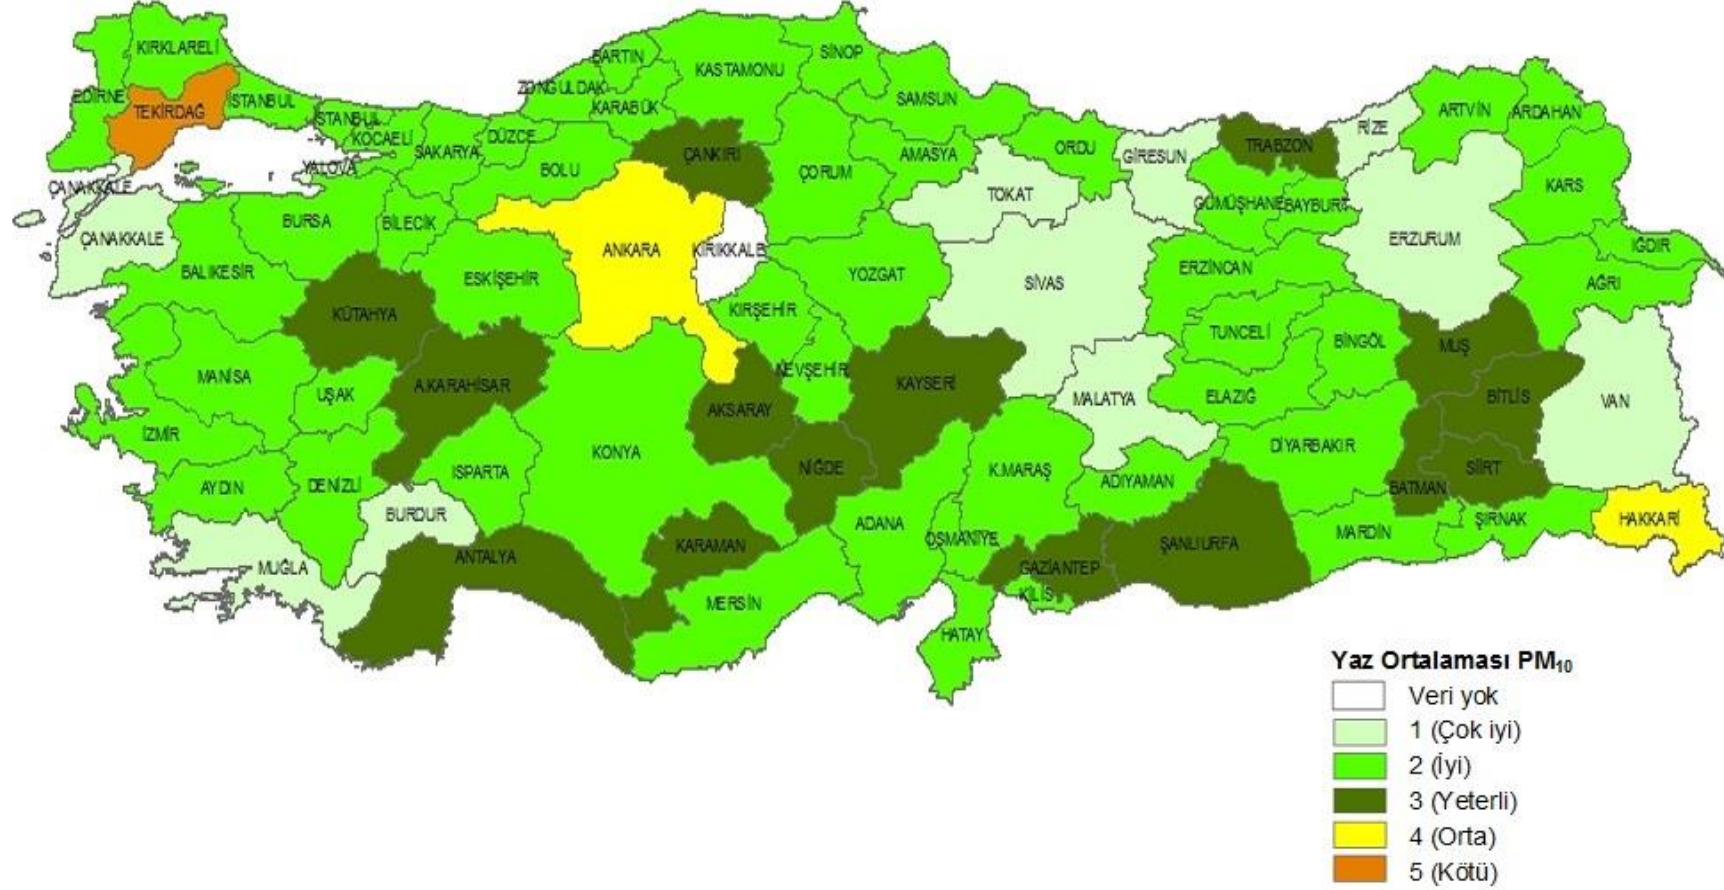 KIRKLARELİ
BARTIN
SİNOP
KASTAMONU
ZONGULDAK
EDİRNE
TEKİRDAĞ
İSTANBUL
KARABÜK
SAMSUN
ARTVİN
ARDAHAN
İSTANBUL
KOCAELİ
SAKARYA
DÜZCE
RİZE
YALOVA
BOLU
ÇANKIRI
ÇORUM
AMASYA
ORDU
GİRESUN
TRABZON
ÇANAKKALE
TOKAT
GÜMÜŞHANE
BAYBURT
KARS
ÇANAKKALE
BURSA
BİLECİK
ANKARA
KIRIKKALE
ERZURUM
IĞDIR
BALIKESİR
ESKİŞEHİR
YOZGAT
SİVAS
ERZİNCAN
AĞRI
KÜTAHYA
KIRŞEHİR
TUNCELİ
BİNGÖL
MUŞ
MANİSA
UŞAK
A.KARAHİSAR
NEVŞEHİR
KAYSERİ
AKSARAY
MALATYA
ELAZIĞ
BİTLİS
VAN
İZMİR
KONYA
DİYARBAKIR
AYDIN
DENİZLİ
ISPARTA
NİĞDE
K.MARAŞ
ADIYAMAN
SİİRT
BATMAN
BURDUR
ADANA
OSMANİYE
MARDİN
ŞIRNAK
HAKKARİ
MUĞLA
ANTALYA
KARAMAN
GAZİANTEP
ŞANLIURFA
MERSİN
KİLİS
HATAY
Yaz Ortalaması PM₁₀
Veri yok
1 (Çok iyi)
2 (İyi)
3 (Yeterli)
4 (Orta)
5 (Kötü)